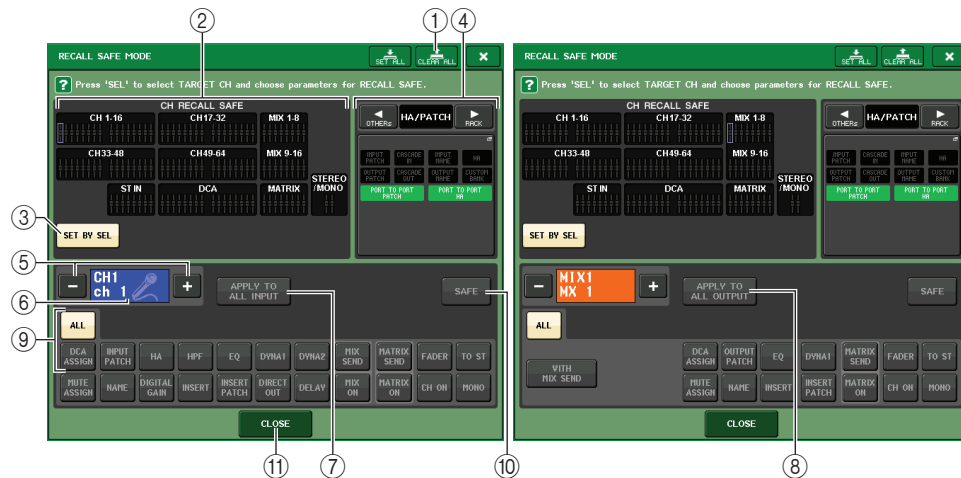 ② ① ④
RECALL SAFE MODE SET ALL CLEAR ALL
? Press 'SEL' to select TARGET CH and choose parameters for RECALL SAFE.
CH RECALL SAFE
CH 1-16 CH17-32 MIX 1-8
CH33-48 CH49-64 MIX 9-16
STEREO
/MONO
ST IN DCA MATRIX
OTHERs HA/PATCH RACK
INPUT PATCH CASCADE IN INPUT NAME HA
OUTPUT PATCH CASCADE OUT OUTPUT NAME CUSTOM BANK
PORT TO PORT PATCH PORT TO PORT HA
③ SET BY SEL
⑤ − CH1 +
⑥ ch 1
APPLY TO
ALL INPUT
SAFE
⑨ ALL
DCA ASSIGN INPUT PATCH HA HPF EQ DYNA1 DYNA2 MIX SEND MATRIX SEND FADER TO ST
MUTE ASSIGN NAME DIGITAL GAIN INSERT INSERT PATCH DIRECT OUT DELAY MIX ON MATRIX ON CH ON MONO
CLOSE
⑪ ⑦ ⑩
RECALL SAFE MODE SET ALL CLEAR ALL
? Press 'SEL' to select TARGET CH and choose parameters for RECALL SAFE.
CH RECALL SAFE
CH 1-16 CH17-32 MIX 1-8
CH33-48 CH49-64 MIX 9-16
STEREO
/MONO
ST IN DCA MATRIX
OTHERs HA/PATCH RACK
INPUT PATCH CASCADE IN INPUT NAME HA
OUTPUT PATCH CASCADE OUT OUTPUT NAME CUSTOM BANK
PORT TO PORT PATCH PORT TO PORT HA
SET BY SEL
− MIX1 +
MX 1
APPLY TO
ALL OUTPUT
SAFE
ALL
WITH
MIX SEND
DCA ASSIGN OUTPUT PATCH EQ DYNA1 MATRIX SEND FADER TO ST
MUTE ASSIGN NAME INSERT INSERT PATCH MATRIX ON CH ON MONO
CLOSE
⑧